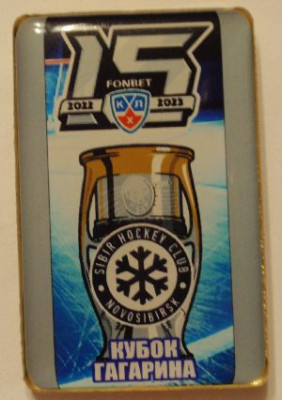 15
FONBET
2022 2023
КХЛ
SIBIR HOCKEY CLUB
NOVOSIBIRSK
КУБОК
ГАГАРИНА